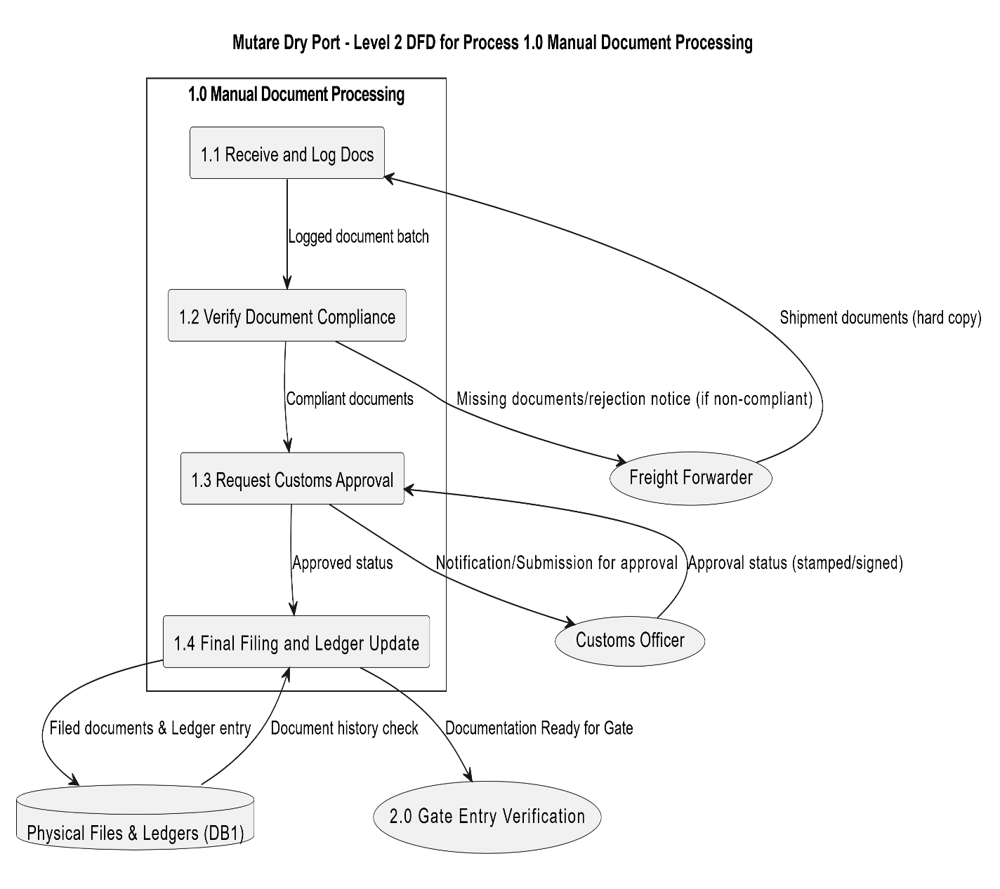 Mutare Dry Port - Level 2 DFD for Process 1.0 Manual Document Processing
1.0 Manual Document Processing
1.1 Receive and Log Docs
Logged document batch
1.2 Verify Document Compliance
Shipment documents (hard copy)
Compliant documents
Missing documents/rejection notice (if non-compliant)
1.3 Request Customs Approval
Freight Forwarder
Approved status
Notification/Submission for approval
Approval status (stamped/signed)
1.4 Final Filing and Ledger Update
Customs Officer
Filed documents & Ledger entry
Document history check
Documentation Ready for Gate
Physical Files & Ledgers (DB1)
2.0 Gate Entry Verification